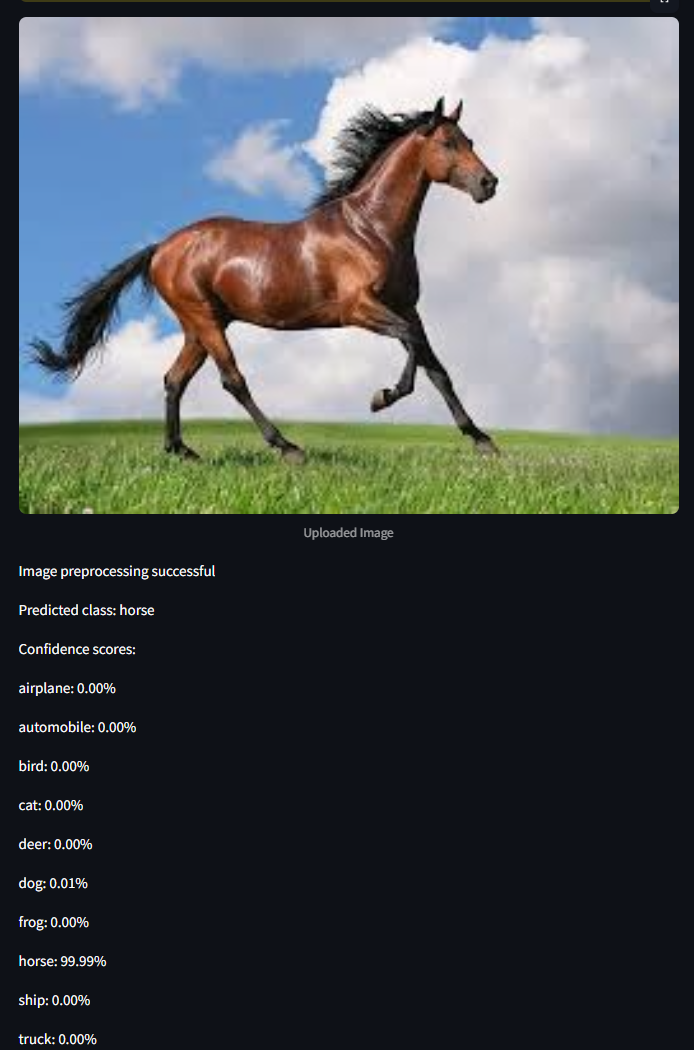 Uploaded Image
Image preprocessing successful
Predicted class: horse
Confidence scores:
airplane: 0.00%
automobile: 0.00%
bird: 0.00%
cat: 0.00%
deer: 0.00%
dog: 0.01%
frog: 0.00%
horse: 99.99%
ship: 0.00%
truck: 0.00%